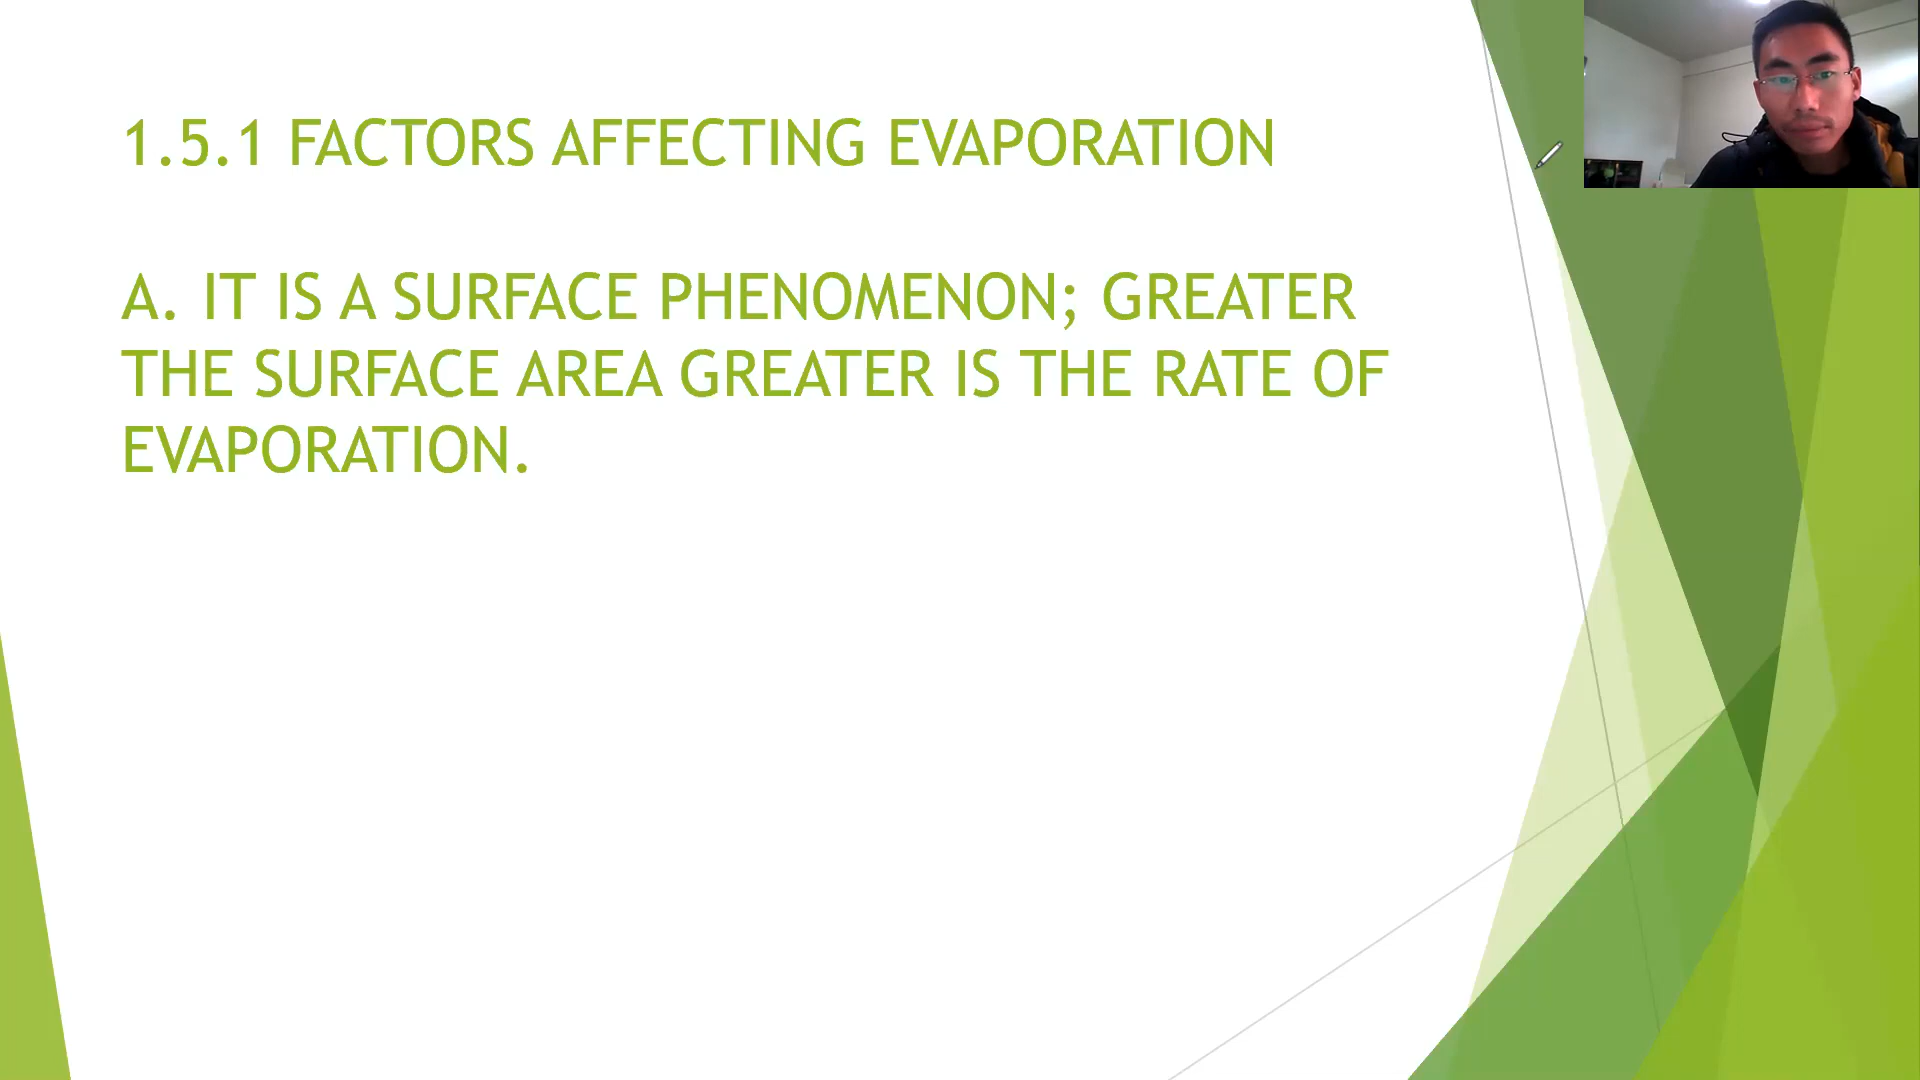 1.5.1 FACTORS AFFECTING EVAPORATION
A. IT IS A SURFACE PHENOMENON; GREATER
THE SURFACE AREA GREATER IS THE RATE OF
EVAPORATION.